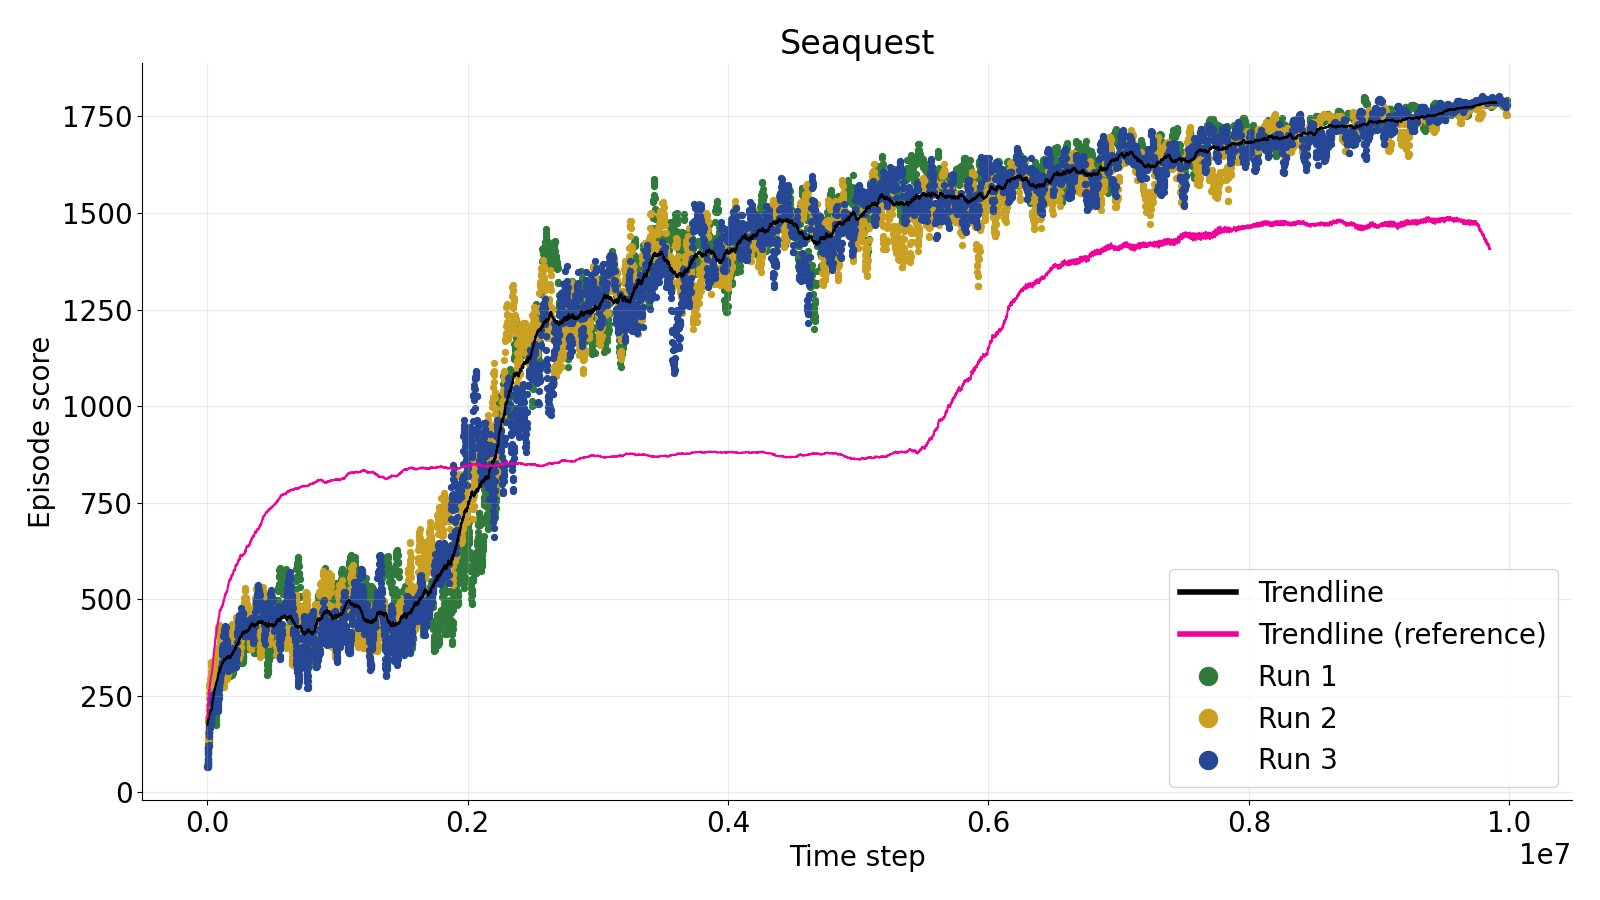 Seaquest
Episode score
1750
1500
1250
1000
750
500
250
0
0.0
0.2
0.4
0.6
0.8
1.0
1e7
Time step
Trendline
Trendline (reference)
Run 1
Run 2
Run 3